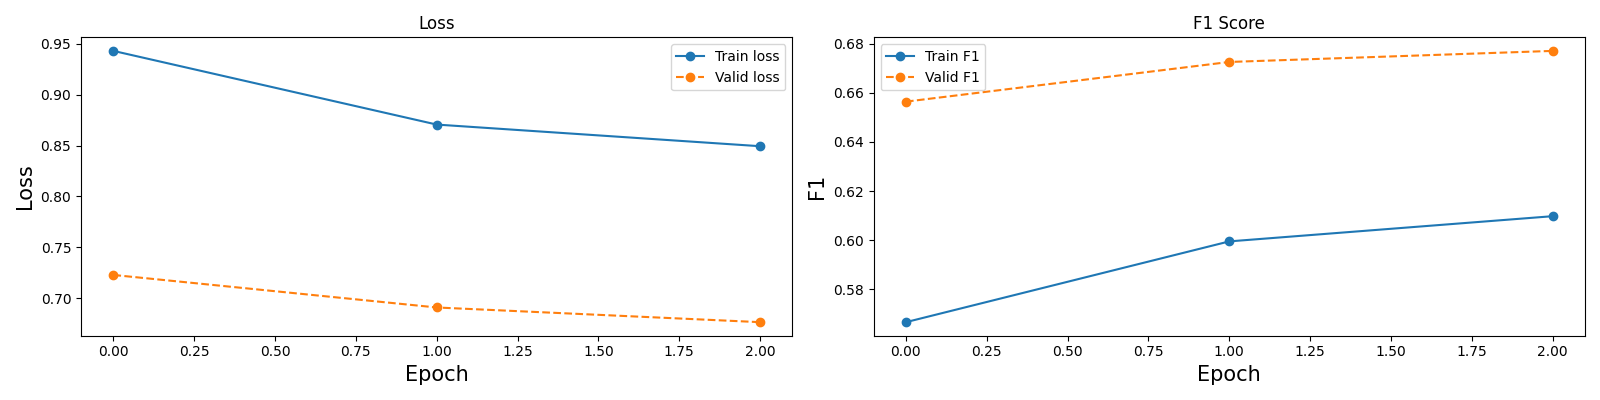 Loss
0.95
0.90
0.85
0.80
0.75
0.70
Loss
Train loss
Valid loss
0.00 0.25 0.50 0.75 1.00 1.25 1.50 1.75 2.00
Epoch
F1 Score
0.68
0.66
0.64
0.62
0.60
0.58
F1
Train F1
Valid F1
0.00 0.25 0.50 0.75 1.00 1.25 1.50 1.75 2.00
Epoch